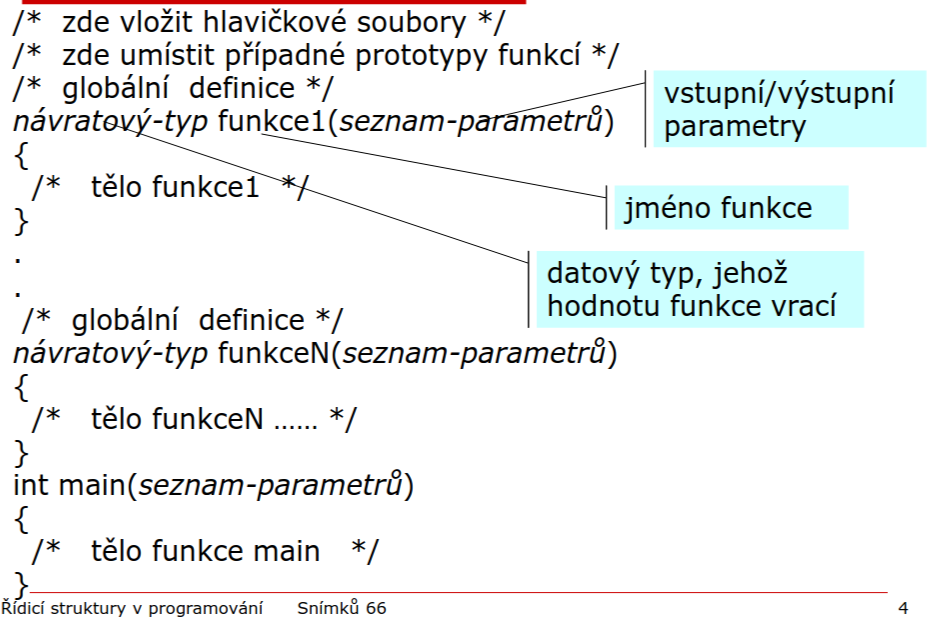 /* zde vložit hlavičkové soubory */
/* zde umístit případné prototypy funkcí */
/* globální definice */
návratový-typ funkce1(seznam-parametrů)
vstupní/výstupní
parametry
{
/* tělo funkce1 */
jméno funkce
}
.
datový typ, jehož
hodnotu funkce vrací
.
/* globální definice */
návratový-typ funkceN(seznam-parametrů)
{
/* tělo funkceN ...... */
}
int main(seznam-parametrů)
{
/* tělo funkce main */
}
Řídicí struktury v programování Snímků 66 4